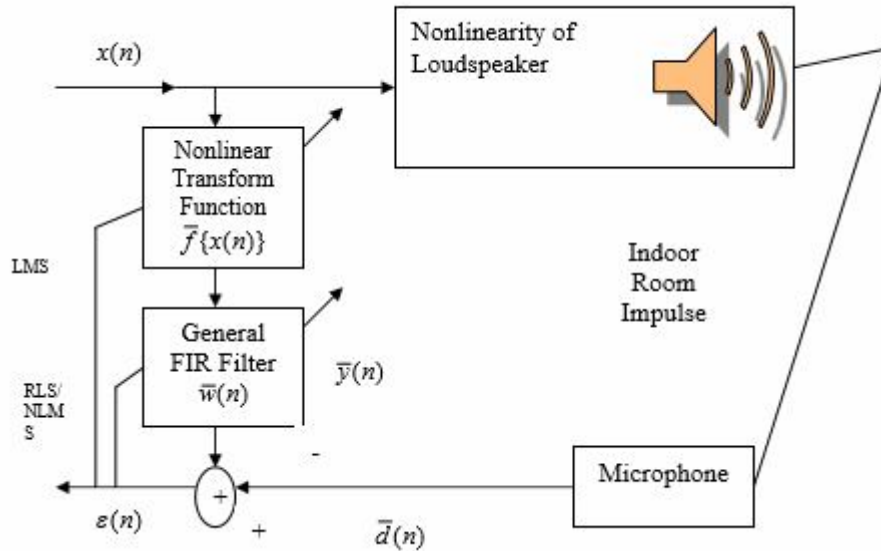 x(n)
Nonlinearity of
Loudspeaker
Nonlinear
Transform
Function
f̅{x(n)}
LMS
Indoor
Room
Impulse
General
FIR Filter
w̅(n)
y̅(n)
RLS/
NLM
S
-
Microphone
+
ε(n)
+
d̅(n)